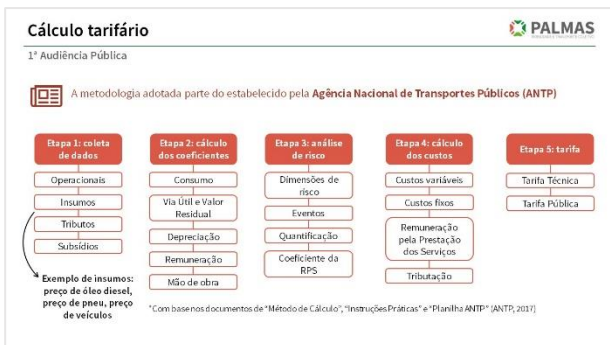 Cálculo tarifário
PALMAS
1ª Audiência Pública
A metodologia adotada parte do estabelecido pela Agência Nacional de Transportes Públicos (ANTP)
Etapa 1: coleta
de dados
Operacionais
Insumos
Tributos
Subsídios
Exemplo de insumos:
preço de óleo diesel,
preço de pneu, preço
de veículos
Etapa 2: cálculo
dos coeficientes
Consumo
Via Útil e Valor
Residual
Depreciação
Remuneração
Mão de obra
Etapa 3: análise
de risco
Dimensões de
risco
Eventos
Quantificação
Coeficiente da
RPS
Etapa 4: cálculo
dos custos
Custos variáveis
Custos fixos
Remuneração
pela Prestação
dos Serviços
Tributação
Etapa 5: tarifa
Tarifa Técnica
Tarifa Pública
*Com base nos documentos de "Método de Cálculo", "Instruções Práticas" e "Planilha ANTP" (ANTP, 2017)